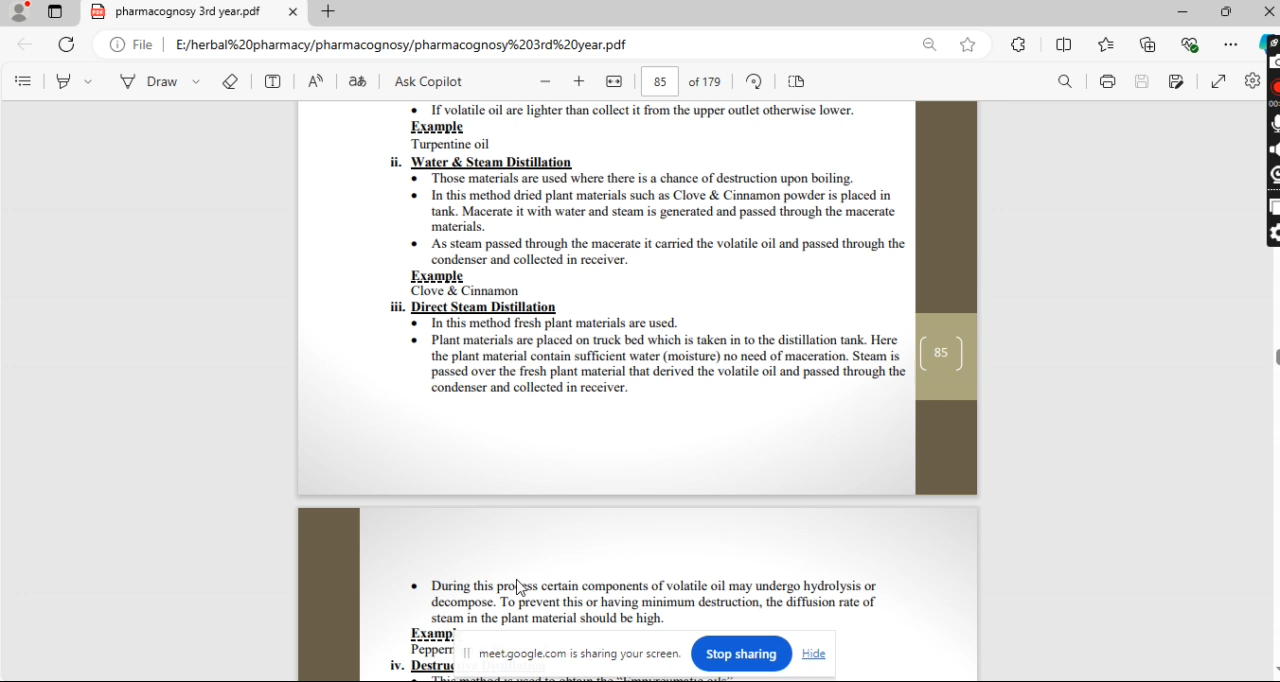 pharmacognosy 3rd year.pdf
File
E:/herbal%20pharmacy/pharmacognosy/pharmacognosy%203rd%20year.pdf
Draw
aあ
Ask Copilot
85
of 179
• If volatile oil are lighter than collect it from the upper outlet otherwise lower.
Example
Turpentine oil
ii. Water & Steam Distillation
• Those materials are used where there is a chance of destruction upon boiling.
• In this method dried plant materials such as Clove & Cinnamon powder is placed in
tank. Macerate it with water and steam is generated and passed through the macerate
materials.
• As steam passed through the macerate it carried the volatile oil and passed through the
condenser and collected in receiver.
Example
Clove & Cinnamon
iii. Direct Steam Distillation
• In this method fresh plant materials are used.
• Plant materials are placed on truck bed which is taken in to the distillation tank. Here
the plant material contain sufficient water (moisture) no need of maceration. Steam is
passed over the fresh plant material that derived the volatile oil and passed through the
condenser and collected in receiver.
85
• During this process certain components of volatile oil may undergo hydrolysis or
decompose. To prevent this or having minimum destruction, the diffusion rate of
steam in the plant material should be high.
meet.google.com is sharing your screen.
Stop sharing
Hide
iv.